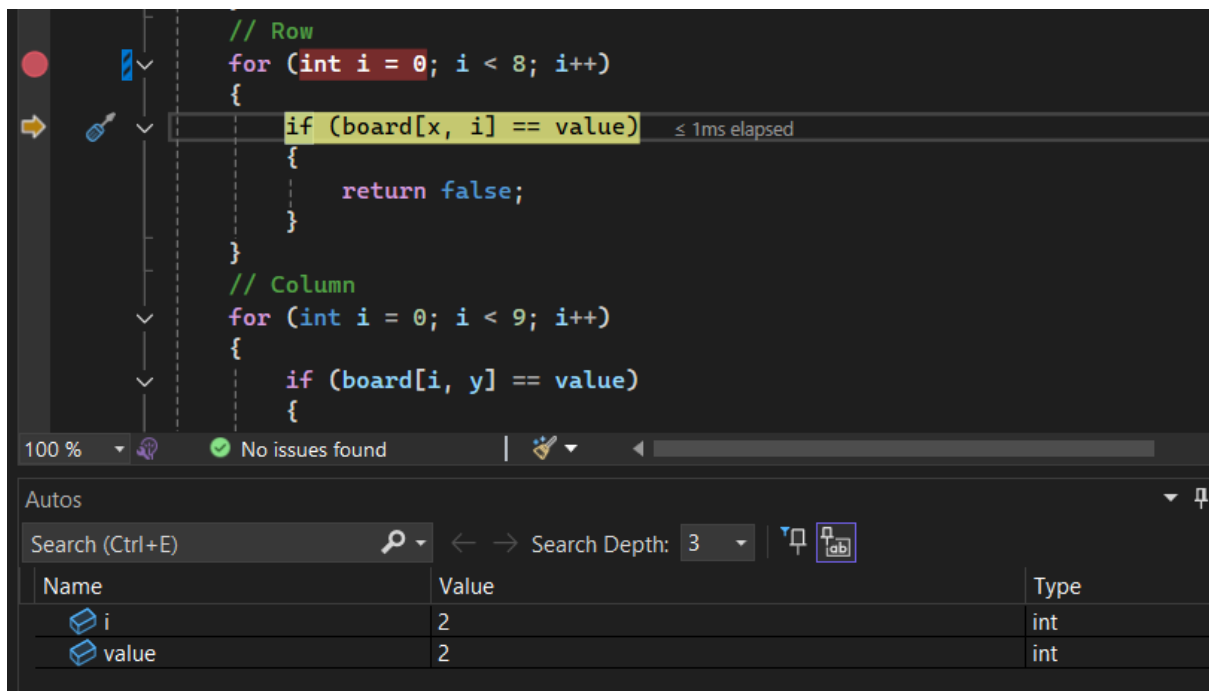 // Row
for (int i = 0; i < 8; i++)
{
if (board[x, i] == value) ≤ 1ms elapsed
{
return false;
}
}
// Column
for (int i = 0; i < 9; i++)
{
if (board[i, y] == value)
{
100 % No issues found
Autos
Search (Ctrl+E) Search Depth: 3 ab
Name Value Type
i 2 int
value 2 int